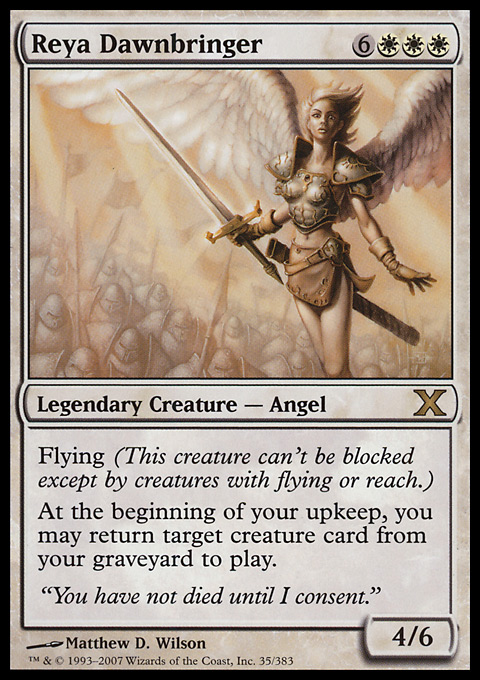 Reya Dawnbringer 6
Legendary Creature — Angel X
Flying (This creature can't be blocked
except by creatures with flying or reach.)
At the beginning of your upkeep, you
may return target creature card from
your graveyard to play.
“You have not died until I consent.”
Matthew D. Wilson
4/6
™ & © 1993–2007 Wizards of the Coast, Inc. 35/383